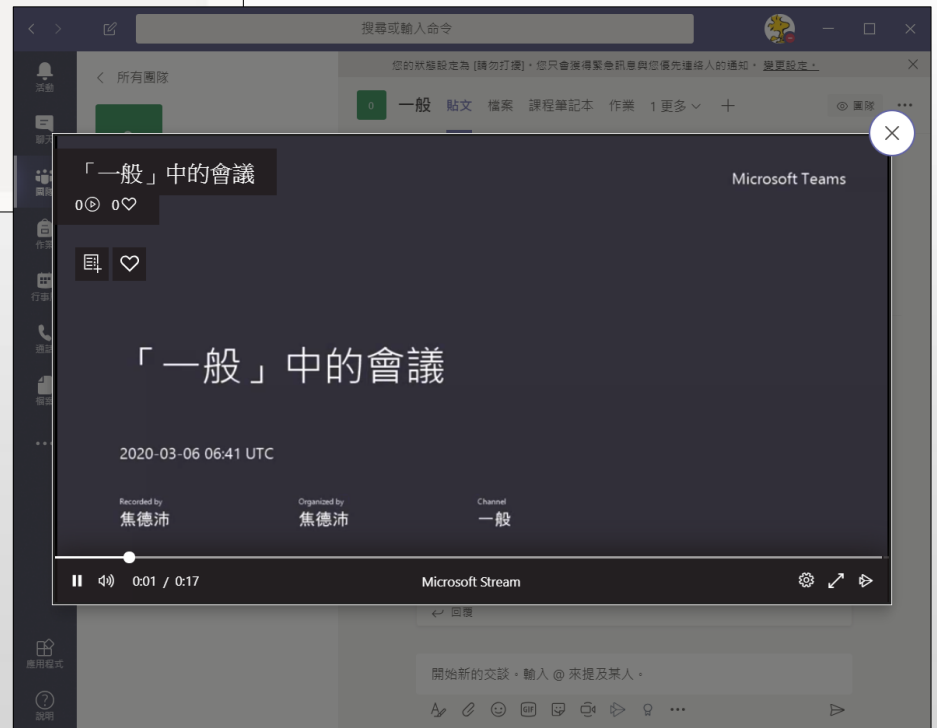 搜尋或輸入命令
您的狀態設定為 [請勿打擾]。您只會獲得緊急訊息與您優先連絡人的通知。 變更設定。
活動
所有團隊
0 一般 貼文 檔案 課程筆記本 作業 1 更多 團隊
「一般」中的會議
Microsoft Teams
0 0
「一般」中的會議
2020-03-06 06:41 UTC
Recorded by Organized by Channel
焦德沛 焦德沛 一般
0:01 / 0:17 Microsoft Stream
回覆
應用程式
開始新的交談。輸入 @ 來提及某人。
GIF
說明